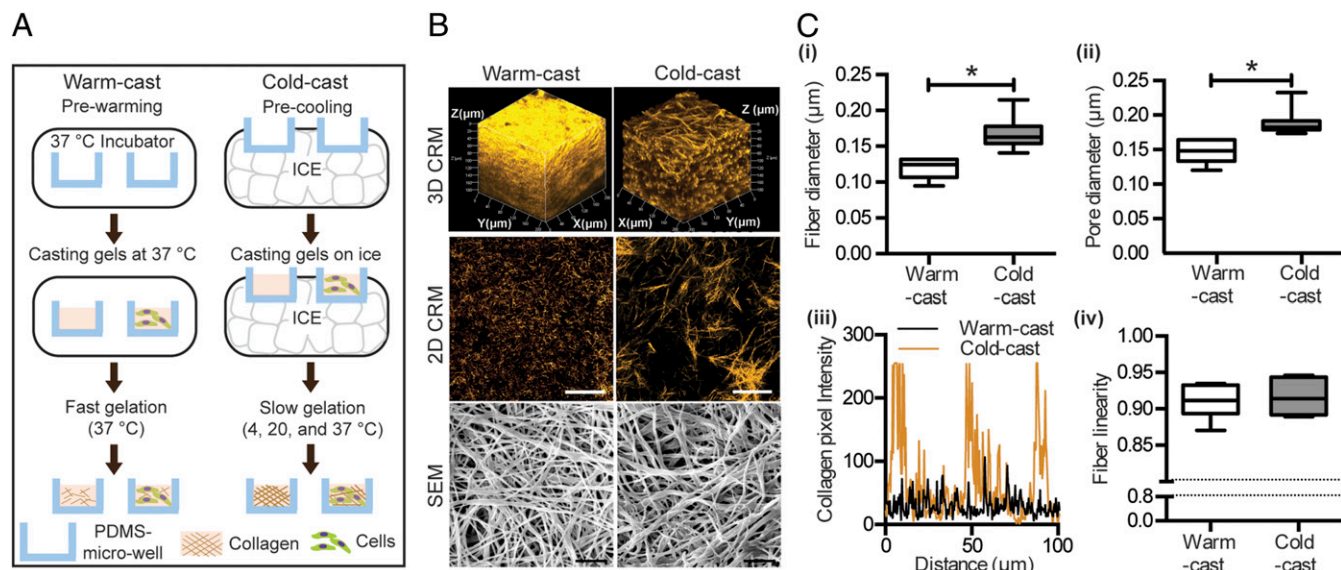 A
Warm-cast
Pre-warming
37 °C Incubator
Casting gels at 37 °C
Fast gelation
(37 °C)
Cold-cast
Pre-cooling
ICE
Casting gels on ice
ICE
Slow gelation
(4, 20, and 37 °C)
PDMS-
micro-well
Collagen
Cells
B
Warm-cast
Cold-cast
3D CRM
Z(µm)
Y(µm)
X(µm)
Z (µm)
X(µm)
Y(µm)
2D CRM
SEM
C
(i)
Fiber diameter (µm)
0.25
0.20
0.15
0.10
0.05
0.00
*
Warm
-cast
Cold
-cast
(ii)
Pore diameter (µm)
0.25
0.20
0.15
0.10
0.05
0.00
*
Warm
-cast
Cold
-cast
(iii)
Collagen pixel Intensity
300
250
200
150
100
50
0
Warm-cast
Cold-cast
0
50
100
Distance (µm)
(iv)
Fiber linearity
1.00
0.95
0.90
0.85
0.8
0.0
Warm
-cast
Cold
-cast